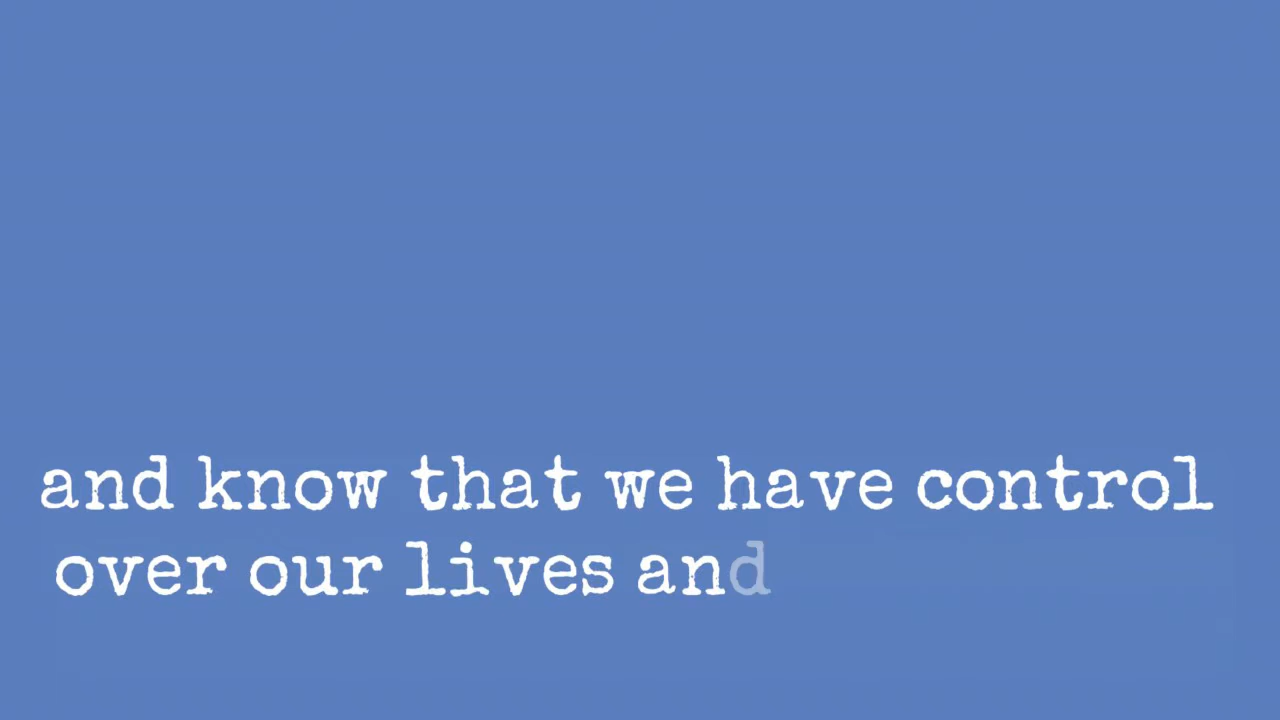 and know that we have control
over our lives and